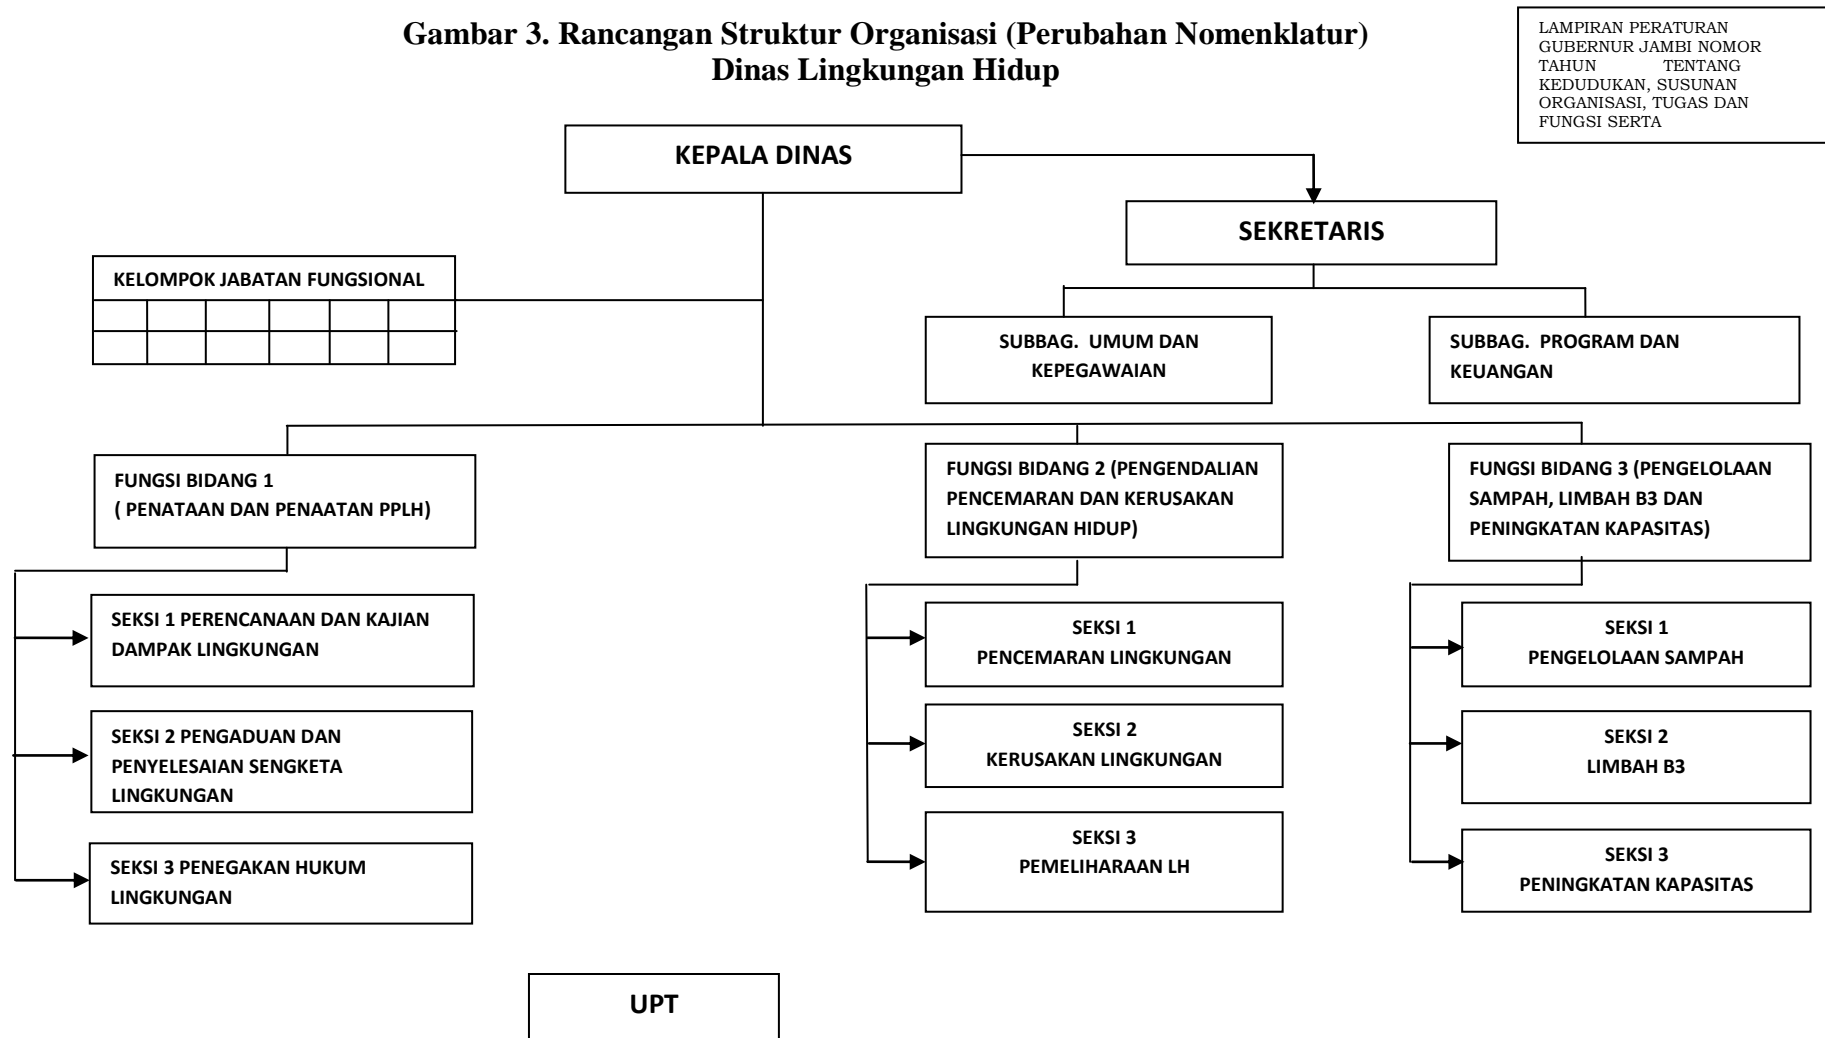 Gambar 3. Rancangan Struktur Organisasi (Perubahan Nomenklatur)
Dinas Lingkungan Hidup
LAMPIRAN PERATURAN
GUBERNUR JAMBI NOMOR
TAHUN TENTANG
KEDUDUKAN, SUSUNAN
ORGANISASI, TUGAS DAN
FUNGSI SERTA
KEPALA DINAS
SEKRETARIS
KELOMPOK JABATAN FUNGSIONAL
SUBBAG. UMUM DAN
KEPEGAWAIAN
SUBBAG. PROGRAM DAN
KEUANGAN
FUNGSI BIDANG 1
( PENATAAN DAN PENAATAN PPLH)
FUNGSI BIDANG 2 (PENGENDALIAN
PENCEMARAN DAN KERUSAKAN
LINGKUNGAN HIDUP)
FUNGSI BIDANG 3 (PENGELOLAAN
SAMPAH, LIMBAH B3 DAN
PENINGKATAN KAPASITAS)
SEKSI 1 PERENCANAAN DAN KAJIAN
DAMPAK LINGKUNGAN
SEKSI 2 PENGADUAN DAN
PENYELESAIAN SENGKETA
LINGKUNGAN
SEKSI 3 PENEGAKAN HUKUM
LINGKUNGAN
SEKSI 1
PENCEMARAN LINGKUNGAN
SEKSI 2
KERUSAKAN LINGKUNGAN
SEKSI 3
PEMELIHARAAN LH
SEKSI 1
PENGELOLAAN SAMPAH
SEKSI 2
LIMBAH B3
SEKSI 3
PENINGKATAN KAPASITAS
UPT